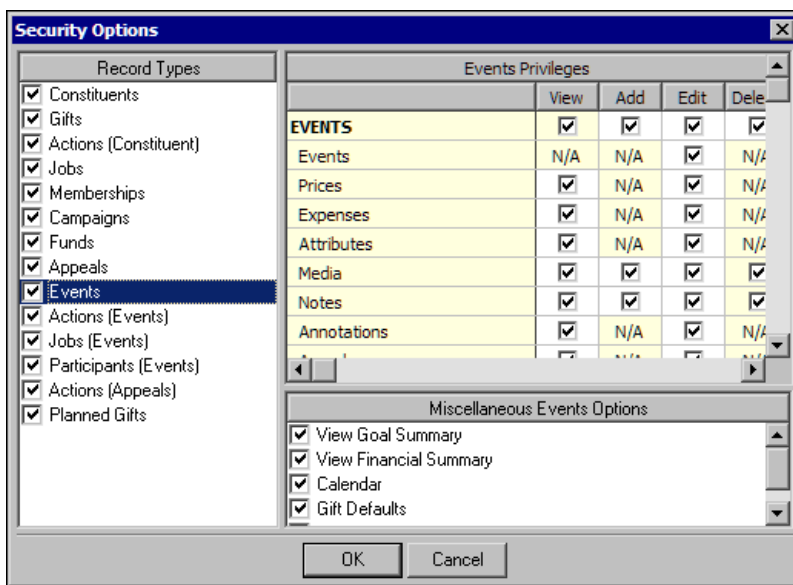 Security Options
Record Types
Constituents
Gifts
Actions (Constituent)
Jobs
Memberships
Campaigns
Funds
Appeals
Events
Actions (Events)
Jobs (Events)
Participants (Events)
Actions (Appeals)
Planned Gifts
Events Privileges
View Add Edit Dele
EVENTS
Events N/A N/A N/A
Prices N/A N/A
Expenses N/A N/A
Attributes N/A N/A
Media
Notes
Annotations N/A N/A
Miscellaneous Events Options
View Goal Summary
View Financial Summary
Calendar
Gift Defaults
OK Cancel